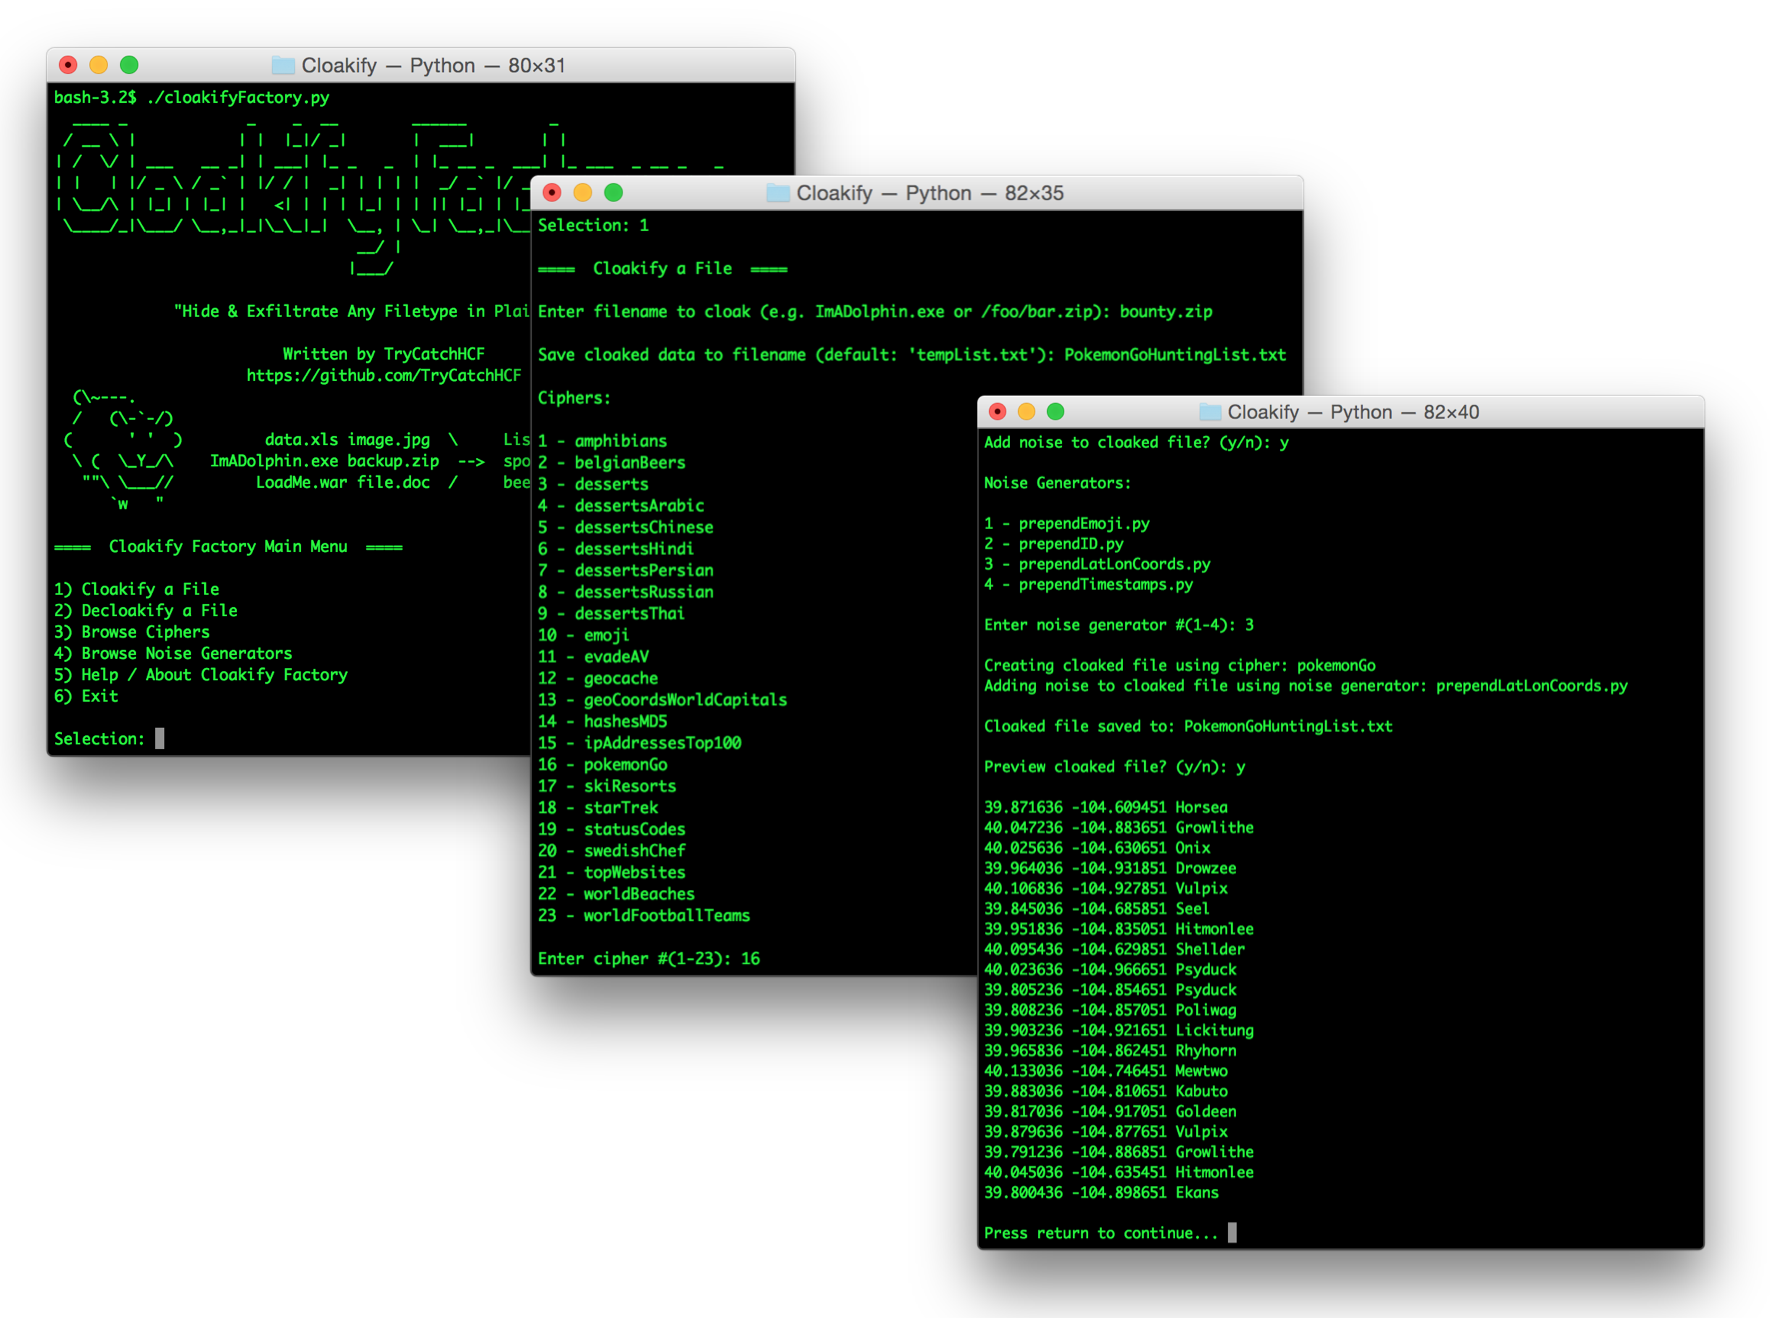 Cloakify — Python — 80×31
bash-3.2$ ./cloakifyFactory.py
"Hide & Exfiltrate Any Filetype in Plai
Written by TryCatchHCF
https://github.com/TryCatchHCF
data.xls image.jpg \ Lis
ImADolphin.exe backup.zip --> spo
LoadMe.war file.doc / bee
==== Cloakify Factory Main Menu ====
1) Cloakify a File
2) Decloakify a File
3) Browse Ciphers
4) Browse Noise Generators
5) Help / About Cloakify Factory
6) Exit
Selection:
Cloakify — Python — 82×35
Selection: 1
==== Cloakify a File ====
Enter filename to cloak (e.g. ImADolphin.exe or /foo/bar.zip): bounty.zip
Save cloaked data to filename (default: 'tempList.txt'): PokemonGoHuntingList.txt
Ciphers:
1 - amphibians
2 - belgianBeers
3 - desserts
4 - dessertsArabic
5 - dessertsChinese
6 - dessertsHindi
7 - dessertsPersian
8 - dessertsRussian
9 - dessertsThai
10 - emoji
11 - evadeAV
12 - geocache
13 - geoCoordsWorldCapitals
14 - hashesMD5
15 - ipAddressesTop100
16 - pokemonGo
17 - skiResorts
18 - starTrek
19 - statusCodes
20 - swedishChef
21 - topWebsites
22 - worldBeaches
23 - worldFootballTeams
Enter cipher #(1-23): 16
Cloakify — Python — 82×40
Add noise to cloaked file? (y/n): y
Noise Generators:
1 - prependEmoji.py
2 - prependID.py
3 - prependLatLonCoords.py
4 - prependTimestamps.py
Enter noise generator #(1-4): 3
Creating cloaked file using cipher: pokemonGo
Adding noise to cloaked file using noise generator: prependLatLonCoords.py
Cloaked file saved to: PokemonGoHuntingList.txt
Preview cloaked file? (y/n): y
39.871636 -104.609451 Horsea
40.047236 -104.883651 Growlithe
40.025636 -104.630651 Onix
39.964036 -104.931851 Drowzee
40.106836 -104.927851 Vulpix
39.845036 -104.685851 Seel
39.951836 -104.835051 Hitmonlee
40.095436 -104.629851 Shellder
40.023636 -104.966651 Psyduck
39.805236 -104.854651 Psyduck
39.808236 -104.857051 Poliwag
39.903236 -104.921651 Lickitung
39.965836 -104.862451 Rhyhorn
40.133036 -104.746451 Mewtwo
39.883036 -104.810651 Kabuto
39.817036 -104.917051 Goldeen
39.879636 -104.877651 Vulpix
39.791236 -104.886851 Growlithe
40.045036 -104.635451 Hitmonlee
39.800436 -104.898651 Ekans
Press return to continue...